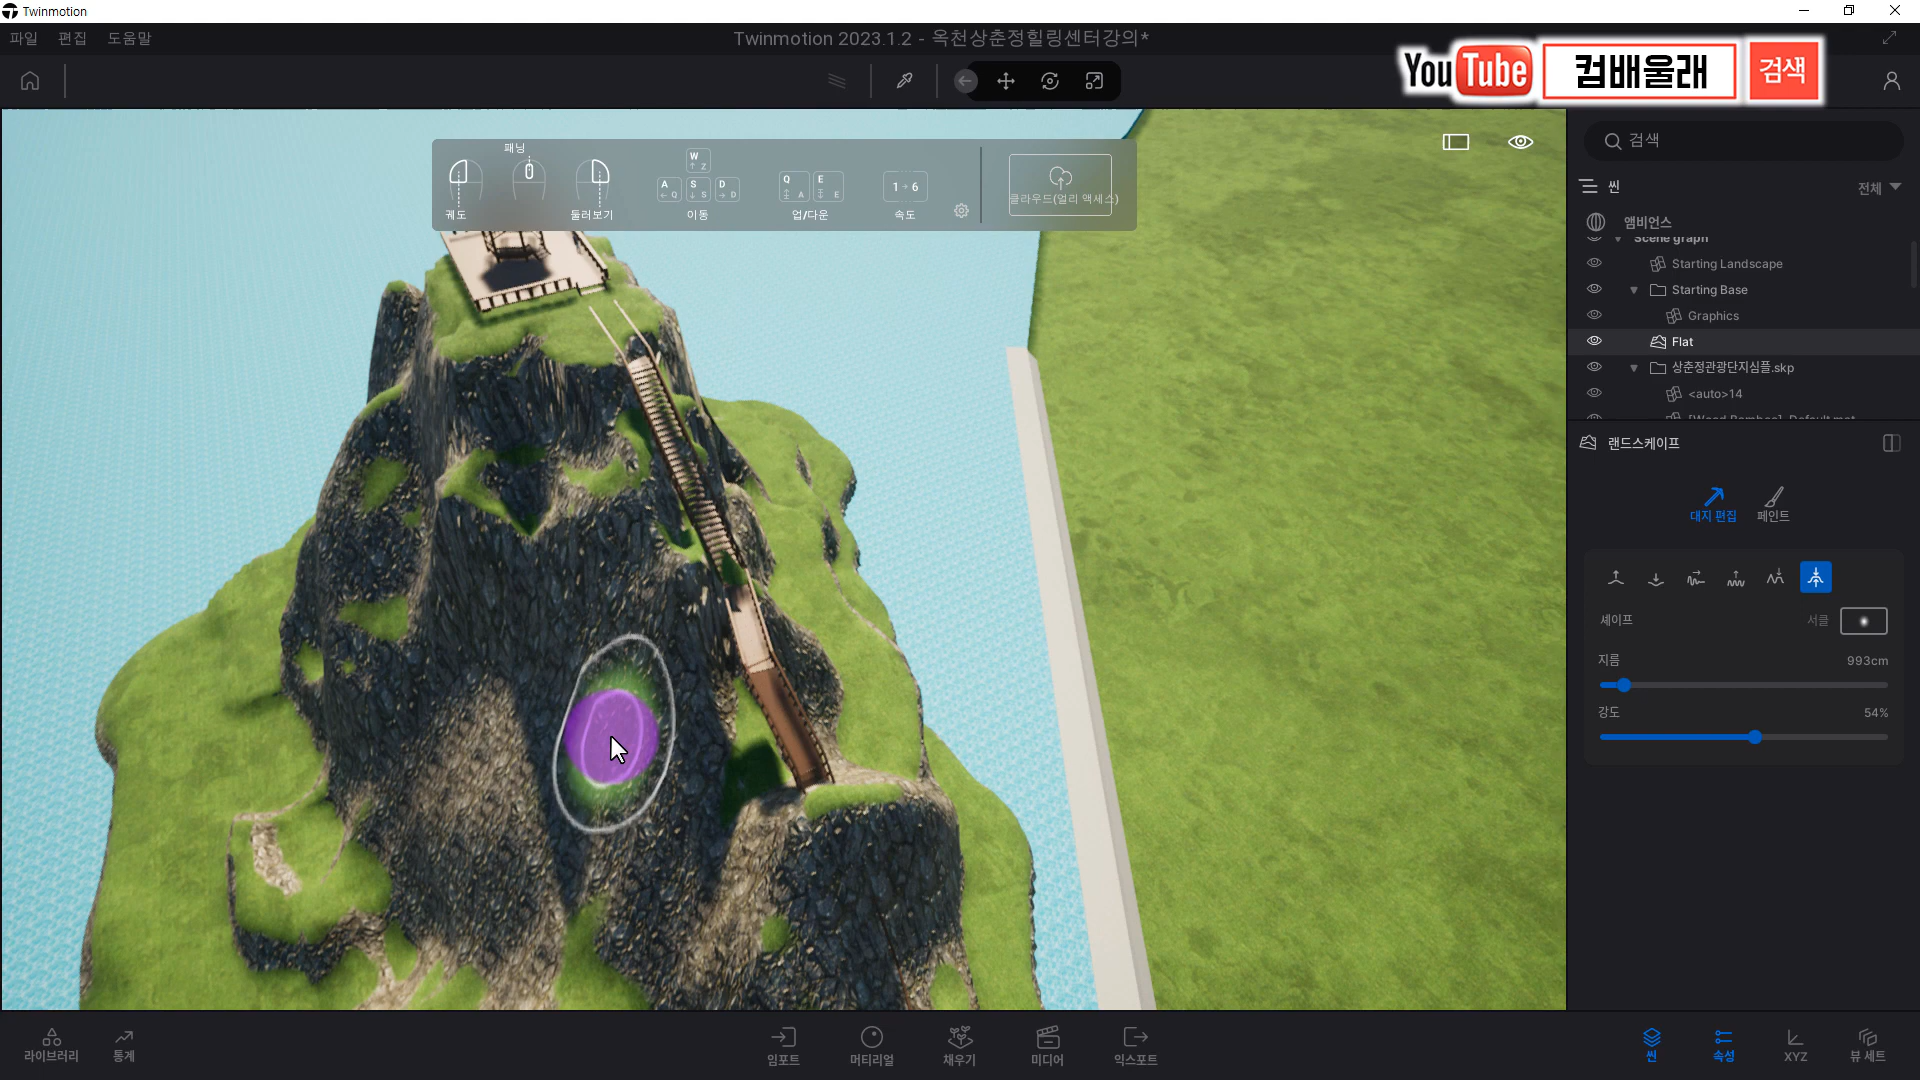 Twinmotion
파일 편집 도움말
Twinmotion 2023.1.2 - 옥천상춘정힐링센터강의*
YouTube 컴배울래 검색
패닝
궤도
둘러보기
W
Z
A Q
S S
D D
이동
Q A
E E
업/다운
1 6
속도
클라우드(얼리 액세스)
검색
씬
전체
앰비언스
Scene graph
Starting Landscape
Starting Base
Graphics
Flat
상춘정관광단지심플.skp
<auto>14
[Wood Bamboo]_Default mat
랜드스케이프
대지 편집
페인트
셰이프
서클
지름
993cm
강도
54%
라이브러리
통계
임포트
머티리얼
채우기
미디어
익스포트
씬
속성
XYZ
뷰 세트